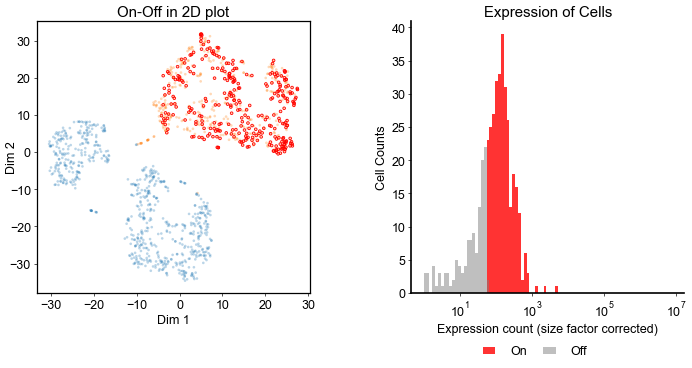 On-Off in 2D plot
Dim 2
30
20
10
0
−10
−20
−30
−30 −20 −10 0 10 20 30
Dim 1
Expression of Cells
Cell Counts
40
35
30
25
20
15
10
5
0
10^1 10^3 10^5 10^7
Expression count (size factor corrected)
On Off